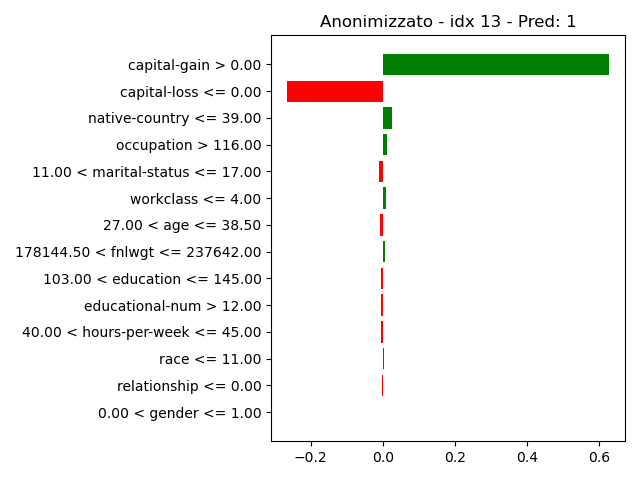 Anonimizzato - idx 13 - Pred: 1
capital-gain > 0.00
capital-loss <= 0.00
native-country <= 39.00
occupation > 116.00
11.00 < marital-status <= 17.00
workclass <= 4.00
27.00 < age <= 38.50
178144.50 < fnlwgt <= 237642.00
103.00 < education <= 145.00
educational-num > 12.00
40.00 < hours-per-week <= 45.00
race <= 11.00
relationship <= 0.00
0.00 < gender <= 1.00
−0.2 0.0 0.2 0.4 0.6